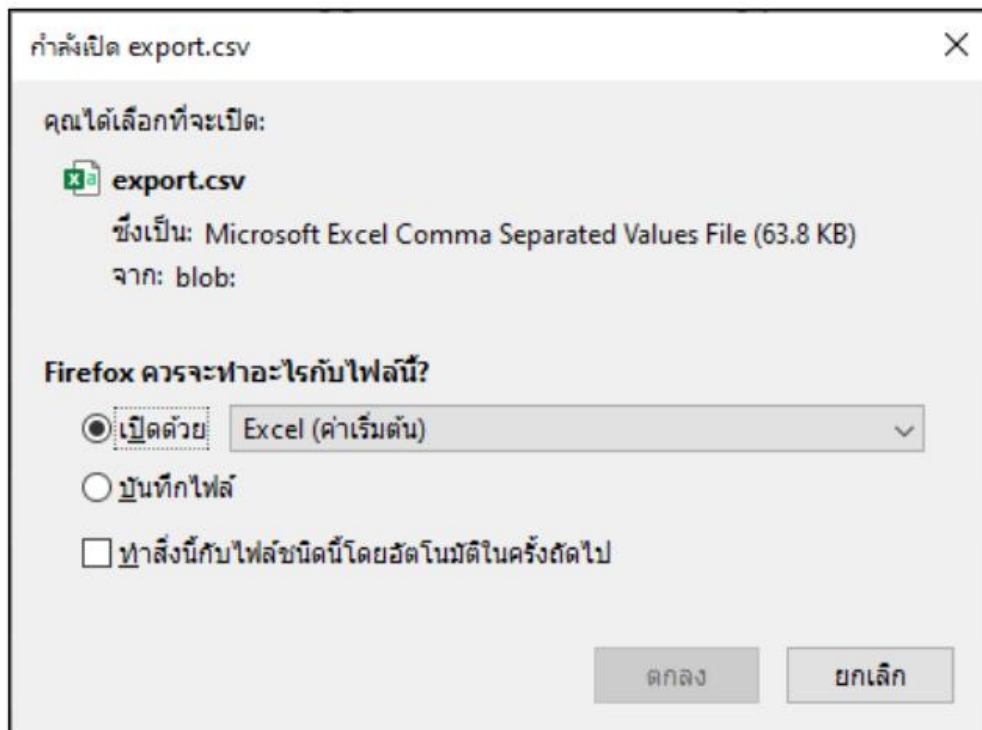 กำลังเปิด export.csv
คุณได้เลือกที่จะเปิด:
export.csv
ซึ่งเป็น: Microsoft Excel Comma Separated Values File (63.8 KB)
จาก: blob:
Firefox ควรจะทำอะไรกับไฟล์นี้?
เปิดด้วย Excel (ค่าเริ่มต้น)
บันทึกไฟล์
ทำสิ่งนี้กับไฟล์ชนิดนี้โดยอัตโนมัติในครั้งถัดไป
ตกลง ยกเลิก